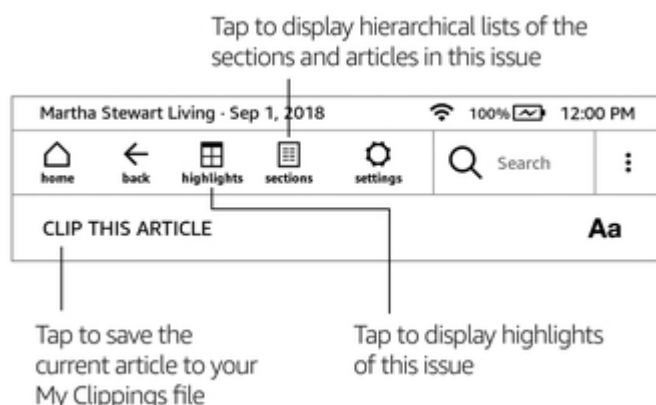 Tap to display hierarchical lists of the
sections and articles in this issue
Martha Stewart Living - Sep 1, 2018 100% 12:00 PM
home back highlights sections settings Search
CLIP THIS ARTICLE Aa
Tap to save the
current article to your
My Clippings file
Tap to display highlights
of this issue